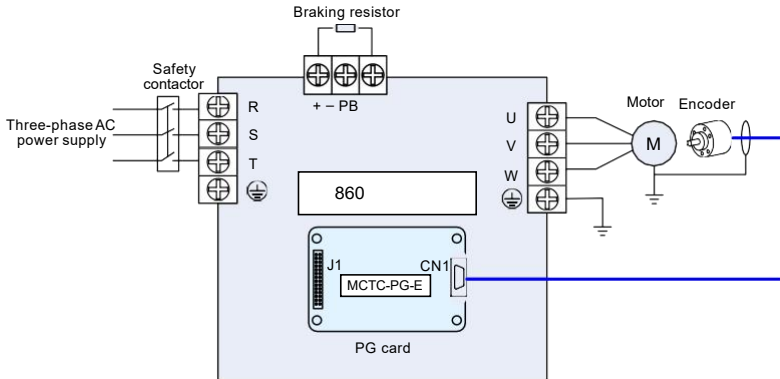 Braking resistor
Safety
contactor
Three-phase AC
power supply
R
S
T
+ – PB
U
V
W
Motor
Encoder
M
860
J1
CN1
MCTC-PG-E
PG card